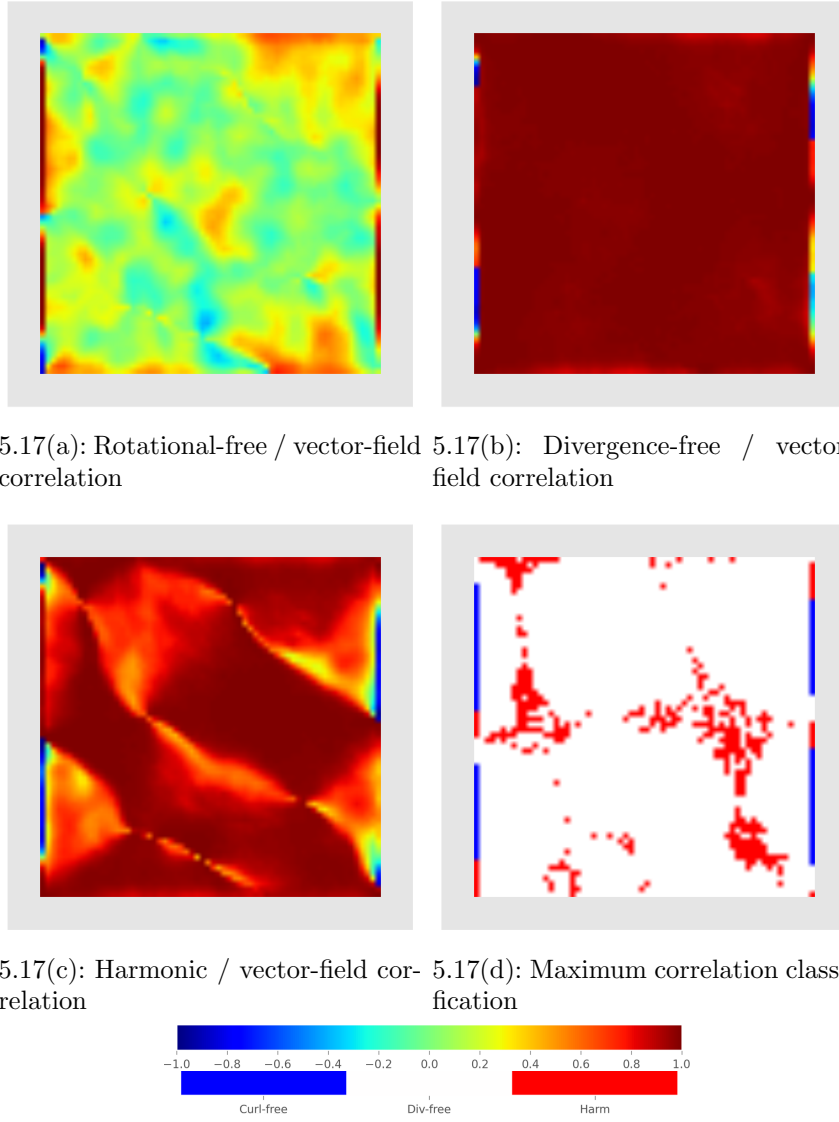 5.17(a): Rotational-free / vector-field
correlation
5.17(b): Divergence-free / vector
field correlation
5.17(c): Harmonic / vector-field cor-
relation
5.17(d): Maximum correlation classi
fication
−1.0 −0.8 −0.6 −0.4 −0.2 0.0 0.2 0.4 0.6 0.8 1.0
Curl-free Div-free Harm